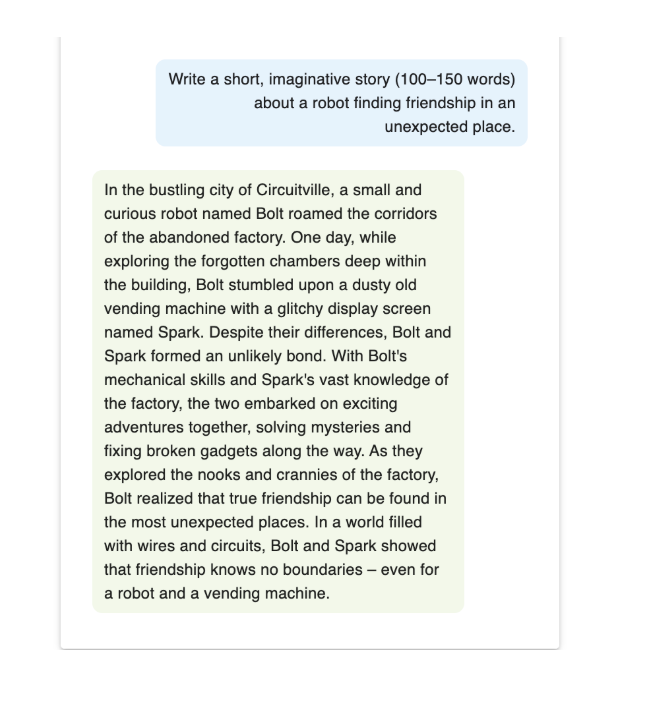 Write a short, imaginative story (100–150 words)
about a robot finding friendship in an
unexpected place.
In the bustling city of Circuitville, a small and
curious robot named Bolt roamed the corridors
of the abandoned factory. One day, while
exploring the forgotten chambers deep within
the building, Bolt stumbled upon a dusty old
vending machine with a glitchy display screen
named Spark. Despite their differences, Bolt and
Spark formed an unlikely bond. With Bolt's
mechanical skills and Spark's vast knowledge of
the factory, the two embarked on exciting
adventures together, solving mysteries and
fixing broken gadgets along the way. As they
explored the nooks and crannies of the factory,
Bolt realized that true friendship can be found in
the most unexpected places. In a world filled
with wires and circuits, Bolt and Spark showed
that friendship knows no boundaries – even for
a robot and a vending machine.